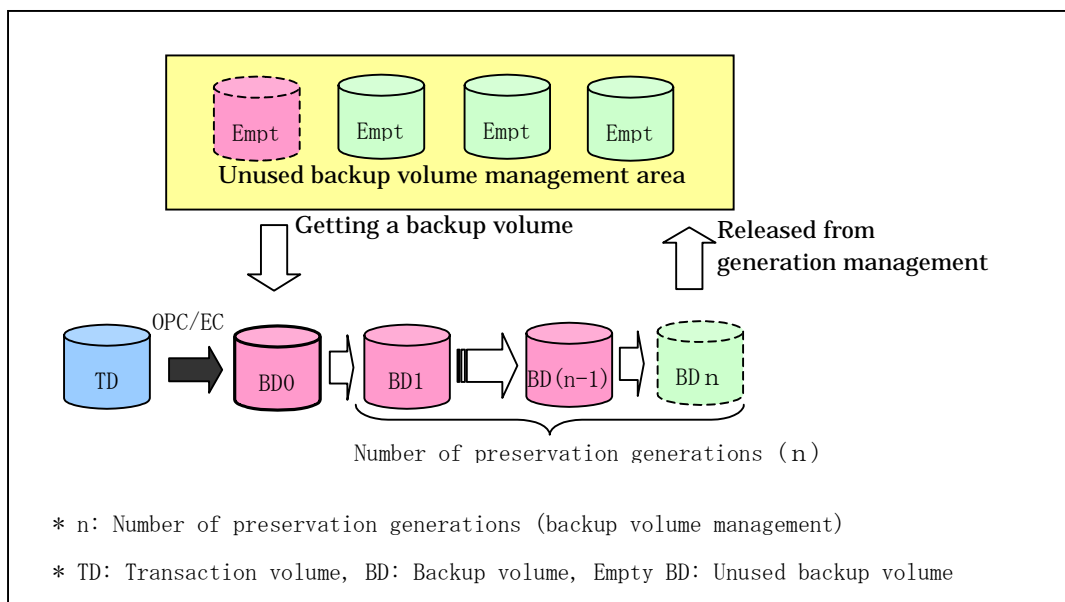 Empt Empt Empt Empt
Unused backup volume management area
Getting a backup volume
Released from
generation management
OPC/EC
TD BD0 BD1 BD(n-1) BDn
Number of preservation generations (n)
* n: Number of preservation generations (backup volume management)
* TD: Transaction volume, BD: Backup volume, Empty BD: Unused backup volume